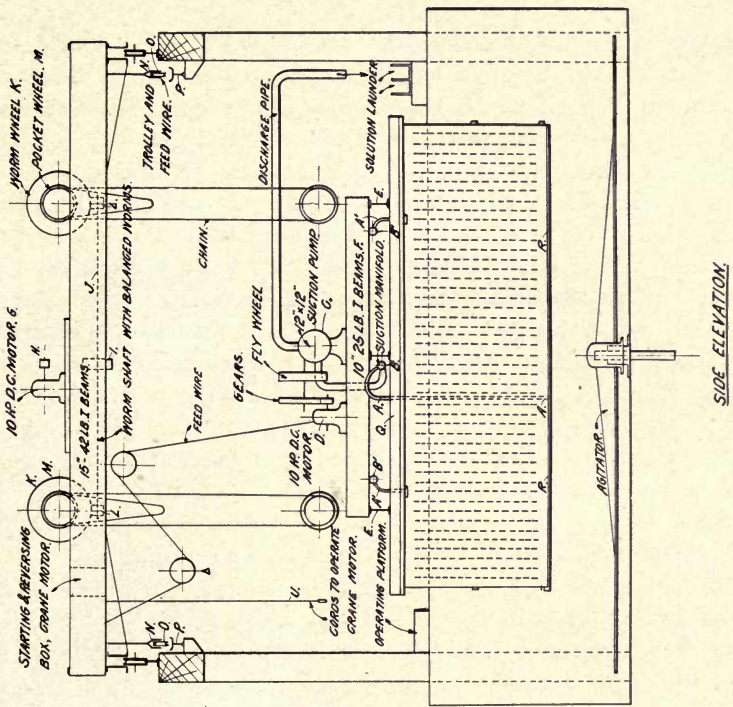 WORM WHEEL K.
POCKET WHEEL, M.
10 HP. D.C. MOTOR, G.
H.
K.
M.
STARTING & REVERSING
BOX, CRANE MOTOR.
15"-42 LB. I BEAMS.
J.
I.
L.
WORM SHAFT WITH BALANCED WORMS.
N.
O.
P.
N.
O.
P.
TROLLEY AND
FEED WIRE.
FEED WIRE
CHAIN.
DISCHARGE PIPE.
GEARS.
FLY WHEEL
12"x12"
SUCTION PUMP
G,
10 HP. D.C.
MOTOR.
D.
U.
CORDS TO OPERATE
CRANE MOTOR.
10" 25 LB. I BEAMS, F.
SOLUTION LAUNDER
OPERATING PLATFORM.
E.
A'
B'
Q.
A.
B.
SUCTION MANIFOLD.
A'
B'
E.
R.
A.
R.
AGITATOR
SIDE ELEVATION.